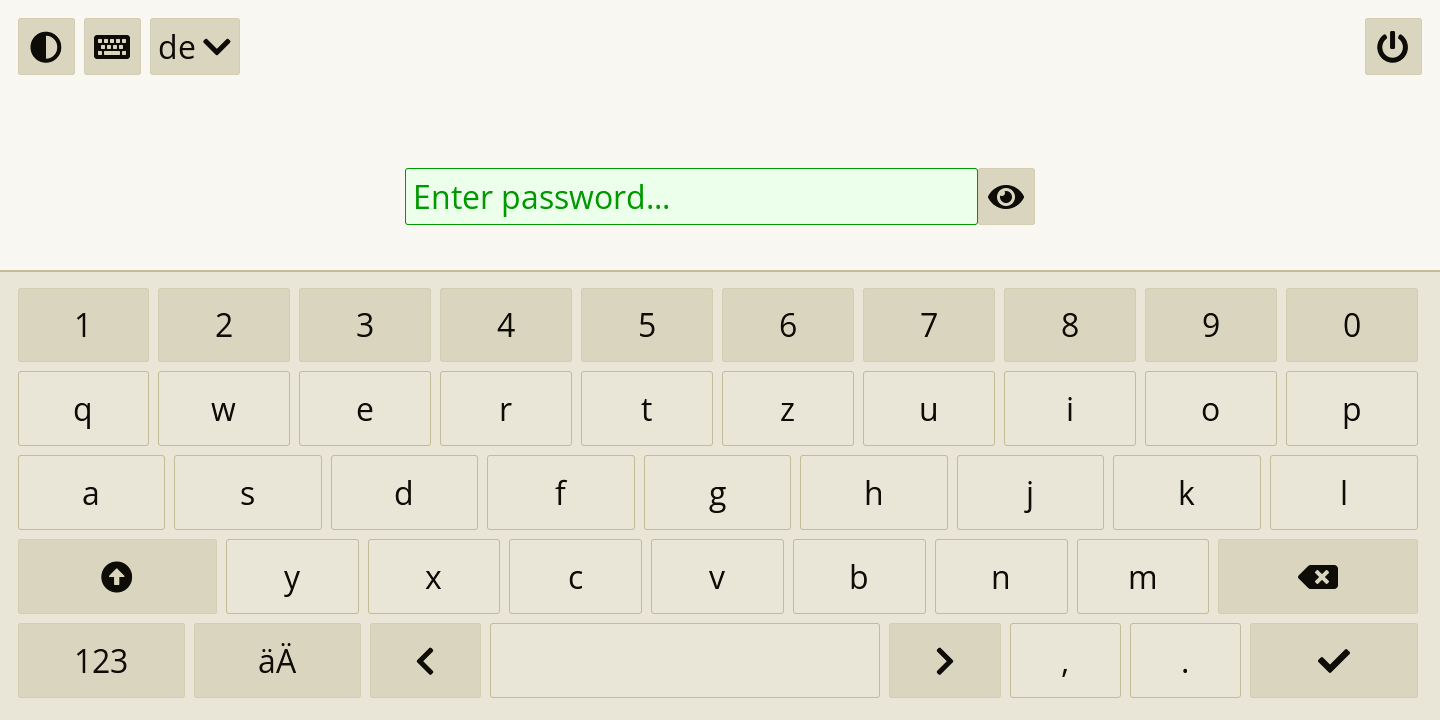 de
Enter password...
1 2 3 4 5 6 7 8 9 0
q w e r t z u i o p
a s d f g h j k l
y x c v b n m
123 äÄ , .